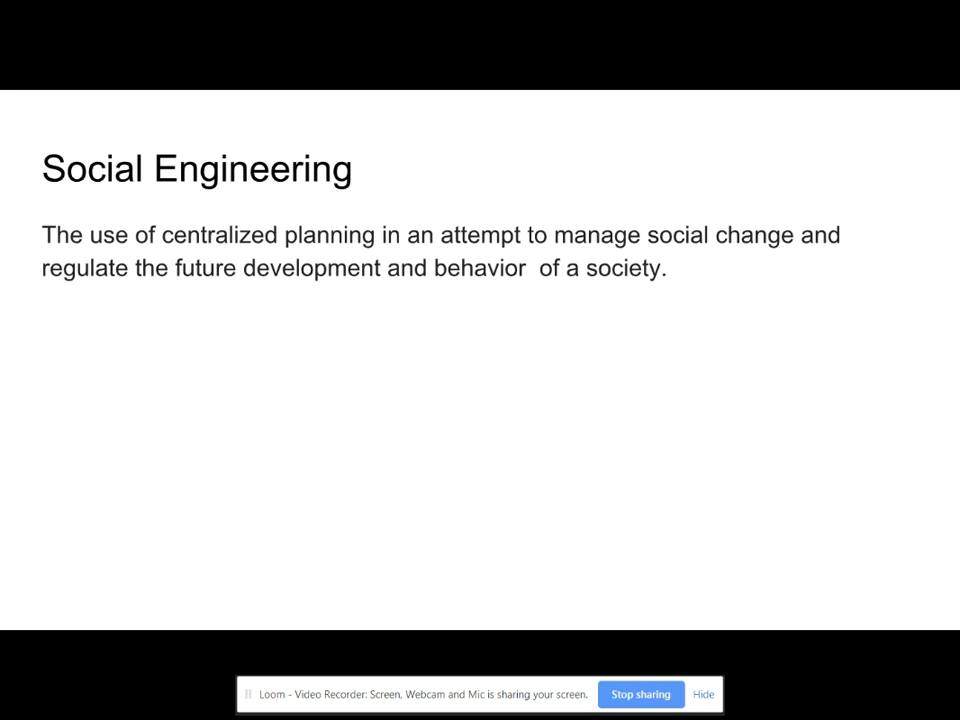 Social Engineering
The use of centralized planning in an attempt to manage social change and
regulate the future development and behavior  of a society.
Loom - Video Recorder: Screen, Webcam and Mic is sharing your screen. Stop sharing Hide